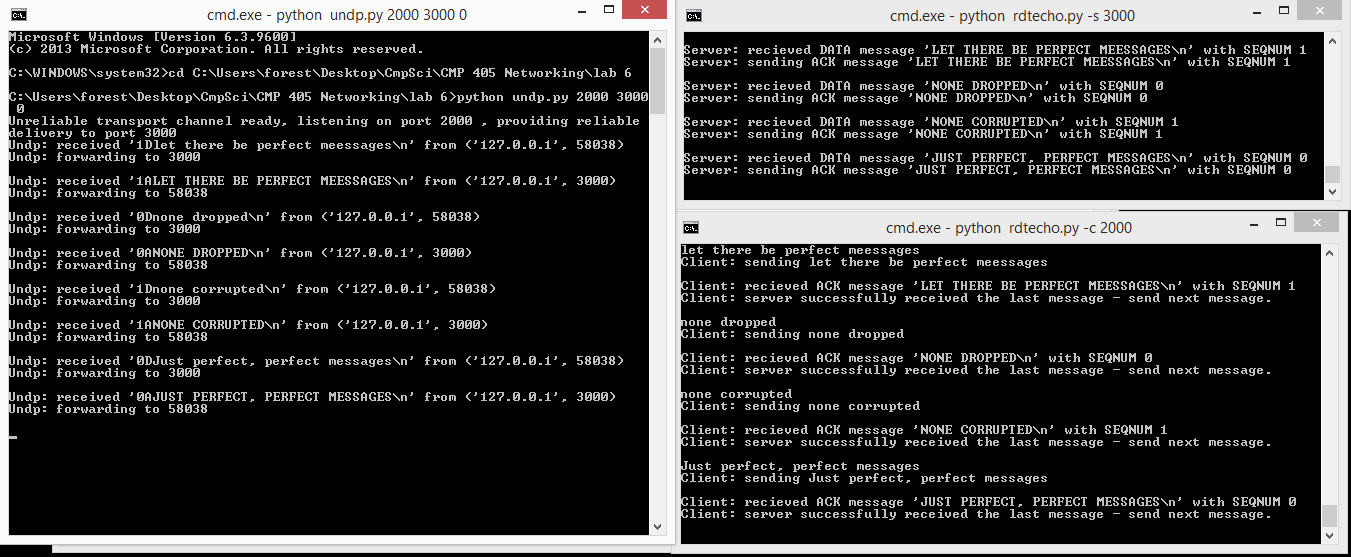 cmd.exe - python undp.py 2000 3000 0
Microsoft Windows [Version 6.3.9600]
(c) 2013 Microsoft Corporation. All rights reserved.
C:\WINDOWS\system32>cd C:\Users\forest\Desktop\CmpSci\CMP 405 Networking\lab 6
C:\Users\forest\Desktop\CmpSci\CMP 405 Networking\lab 6>python undp.py 2000 3000
0
Unreliable transport channel ready, listening on port 2000 , providing reliable
delivery to port 3000
Undp: received '1Dlet there be perfect meessages\n' from ('127.0.0.1', 58038)
Undp: forwarding to 3000
Undp: received '1ALET THERE BE PERFECT MEESSAGES\n' from ('127.0.0.1', 3000)
Undp: forwarding to 58038
Undp: received '0Dnone dropped\n' from ('127.0.0.1', 58038)
Undp: forwarding to 3000
Undp: received '0ANONE DROPPED\n' from ('127.0.0.1', 3000)
Undp: forwarding to 58038
Undp: received '1Dnone corrupted\n' from ('127.0.0.1', 58038)
Undp: forwarding to 3000
Undp: received '1ANONE CORRUPTED\n' from ('127.0.0.1', 3000)
Undp: forwarding to 58038
Undp: received '0DJust perfect, perfect messages\n' from ('127.0.0.1', 58038)
Undp: forwarding to 3000
Undp: received '0AJUST PERFECT, PERFECT MESSAGES\n' from ('127.0.0.1', 3000)
Undp: forwarding to 58038
cmd.exe - python rdtecho.py -s 3000
Server: recieved DATA message 'LET THERE BE PERFECT MEESSAGES\n' with SEQNUM 1
Server: sending ACK message 'LET THERE BE PERFECT MEESSAGES\n' with SEQNUM 1
Server: recieved DATA message 'NONE DROPPED\n' with SEQNUM 0
Server: sending ACK message 'NONE DROPPED\n' with SEQNUM 0
Server: recieved DATA message 'NONE CORRUPTED\n' with SEQNUM 1
Server: sending ACK message 'NONE CORRUPTED\n' with SEQNUM 1
Server: recieved DATA message 'JUST PERFECT, PERFECT MESSAGES\n' with SEQNUM 0
Server: sending ACK message 'JUST PERFECT, PERFECT MESSAGES\n' with SEQNUM 0
cmd.exe - python rdtecho.py -c 2000
let there be perfect meessages
Client: sending let there be perfect meessages
Client: recieved ACK message 'LET THERE BE PERFECT MEESSAGES\n' with SEQNUM 1
Client: server successfully received the last message - send next message.
none dropped
Client: sending none dropped
Client: recieved ACK message 'NONE DROPPED\n' with SEQNUM 0
Client: server successfully received the last message - send next message.
none corrupted
Client: sending none corrupted
Client: recieved ACK message 'NONE CORRUPTED\n' with SEQNUM 1
Client: server successfully received the last message - send next message.
Just perfect, perfect messages
Client: sending Just perfect, perfect messages
Client: recieved ACK message 'JUST PERFECT, PERFECT MESSAGES\n' with SEQNUM 0
Client: server successfully received the last message - send next message.